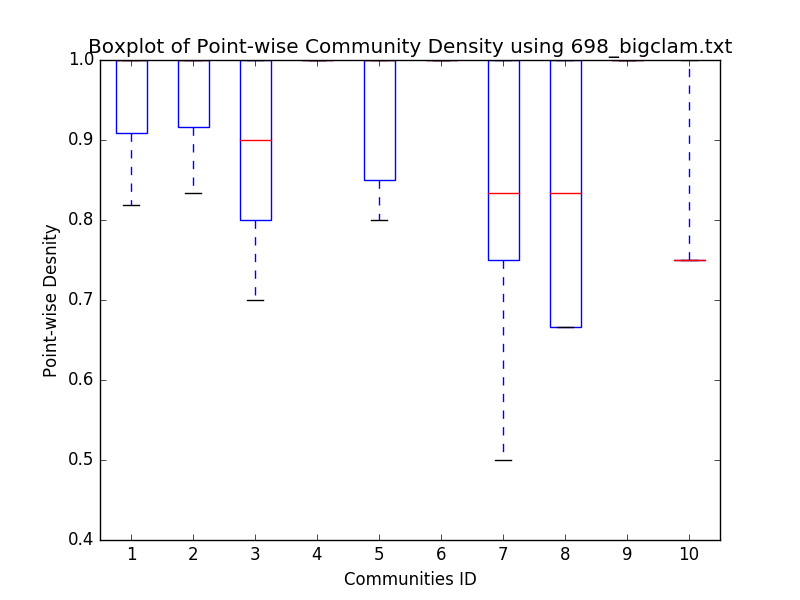 Boxplot of Point-wise Community Density using 698_bigclam.txt
1.0
0.9
0.8
0.7
0.6
0.5
0.4
Point-wise Desnity
1 2 3 4 5 6 7 8 9 10
Communities ID